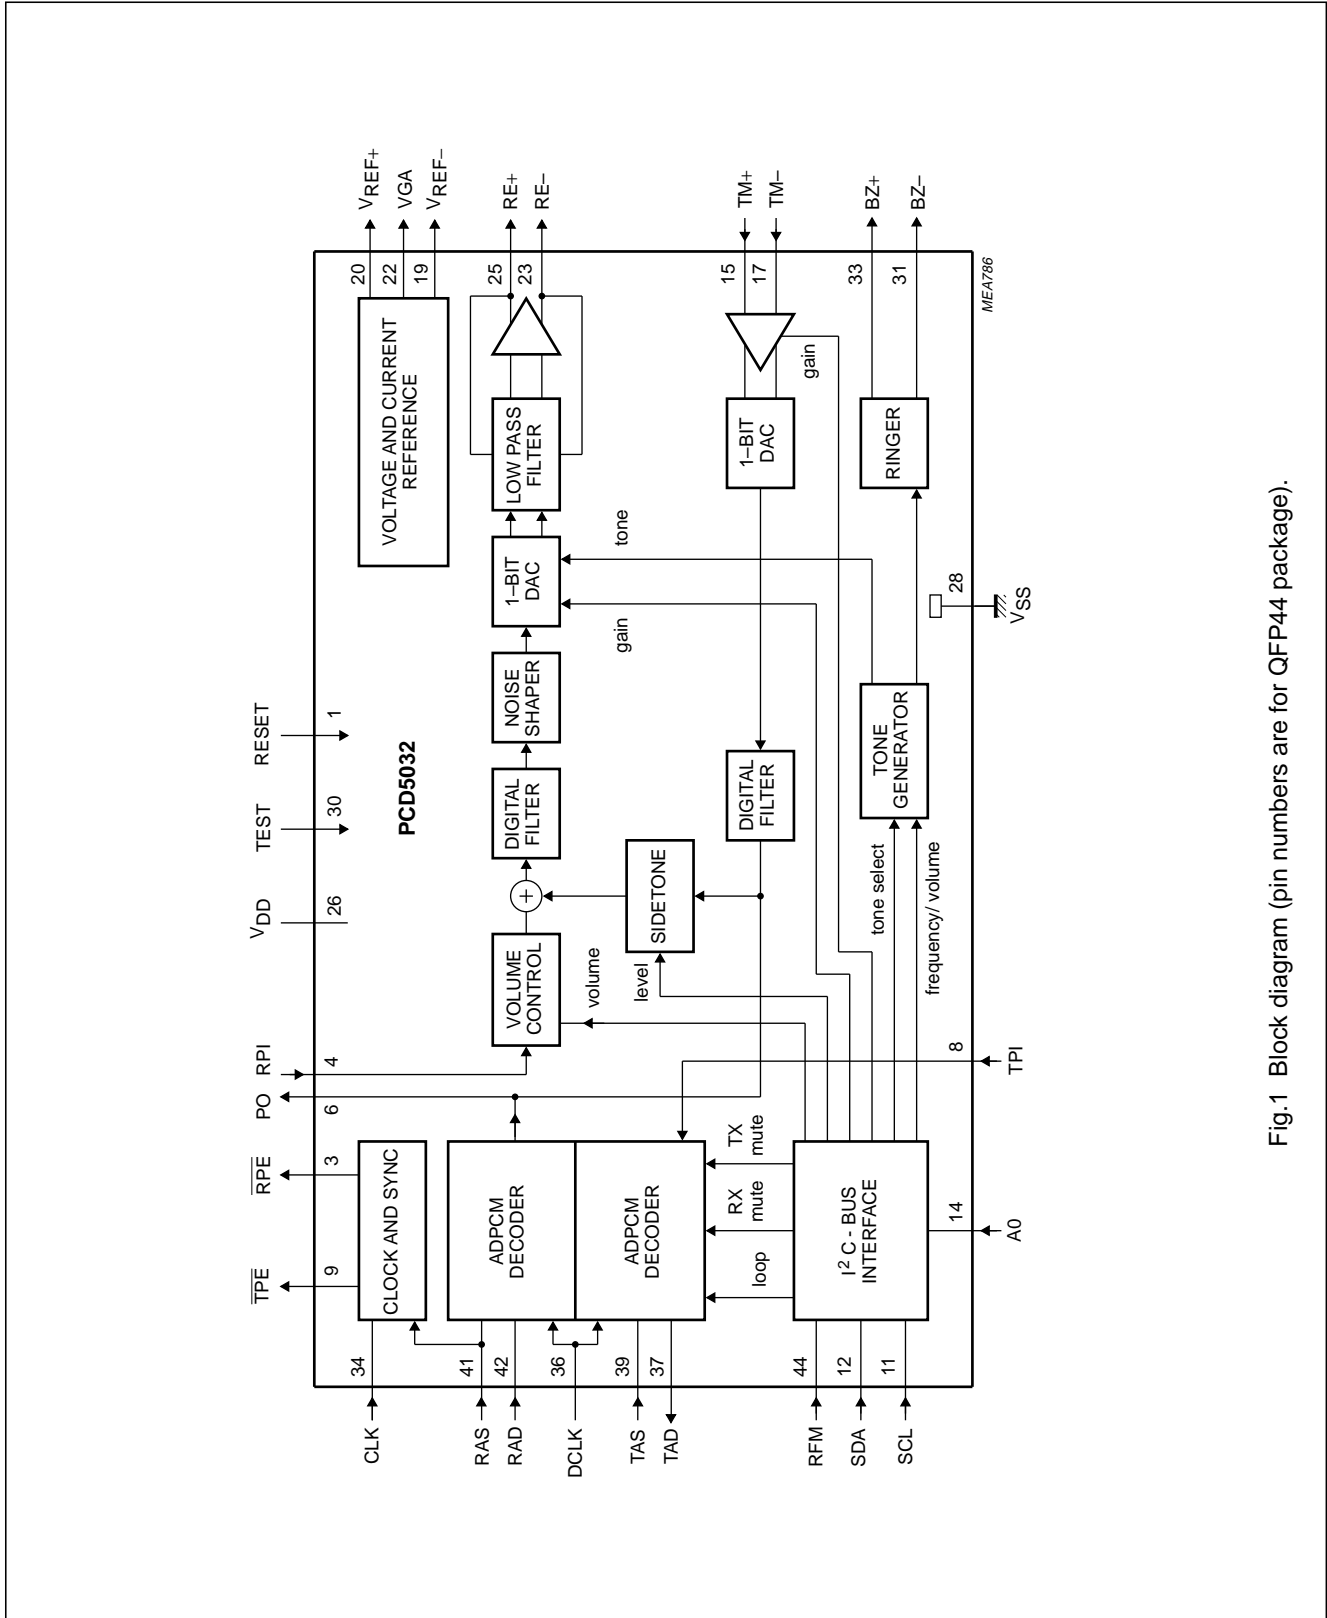 VDD
TEST
RESET
26
30
1
TPE
RPE
PO
RPI
9
3
6
4
PCD5032
CLK
34
CLOCK AND SYNC
VOLTAGE AND CURRENT
REFERENCE
20
VREF+
22
VGA
19
VREF–
RAS
41
RAD
42
ADPCM
DECODER
VOLUME
CONTROL
+
DIGITAL
FILTER
NOISE
SHAPER
1–BIT
DAC
LOW PASS
FILTER
25
RE+
23
RE–
DCLK
36
TAS
39
TAD
37
ADPCM
DECODER
volume
level
SIDETONE
gain
tone
loop
RX
mute
TX
mute
DIGITAL
FILTER
1–BIT
DAC
15
TM+
17
TM–
gain
RFM
44
SDA
12
SCL
11
I2 C - BUS
INTERFACE
tone select
frequency/ volume
TONE
GENERATOR
RINGER
33
BZ+
31
BZ–
14
A0
8
TPI
28
VSS
MEA786
Fig.1 Block diagram (pin numbers are for QFP44 package).